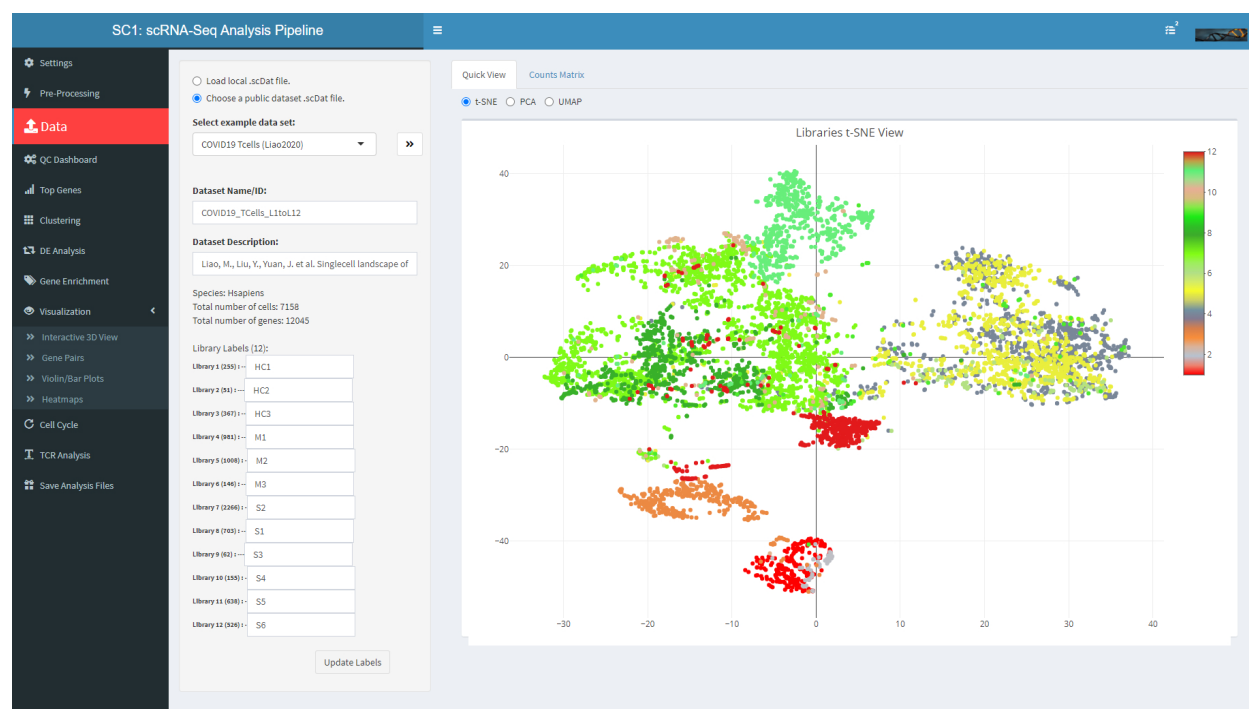 SC1: scRNA-Seq Analysis Pipeline
3
Settings
Pre-Processing
Data
QC Dashboard
Top Genes
Clustering
DE Analysis
Gene Enrichment
Visualization
Interactive 3D View
Gene Pairs
Violin/Bar Plots
Heatmaps
Cell Cycle
TCR Analysis
Save Analysis Files
Load local .scDat file.
Choose a public dataset .scDat file.
Select example data set:
COVID19 Tcells (Liao2020)
Dataset Name/ID:
COVID19_TCells_L1toL12
Dataset Description:
Liao, M., Liu, Y., Yuan, J. et al. Singlecell landscape of
Species: Hsapiens
Total number of cells: 7158
Total number of genes: 12045
Library Labels (12):
Library 1 (255) : -- HC1
Library 2 (51) : --- HC2
Library 3 (367) : -- HC3
Library 4 (981) : -- M1
Library 5 (1008) : - M2
Library 6 (146) : -- M3
Library 7 (2266) : - S2
Library 8 (703) : -- S1
Library 9 (62) : --- S3
Library 10 (155) : - S4
Library 11 (638) : - S5
Library 12 (526) : - S6
Update Labels
Quick View Counts Matrix
t-SNE PCA UMAP
Libraries t-SNE View
40
20
0
−20
−40
−30 −20 −10 0 10 20 30 40
12
10
8
6
4
2